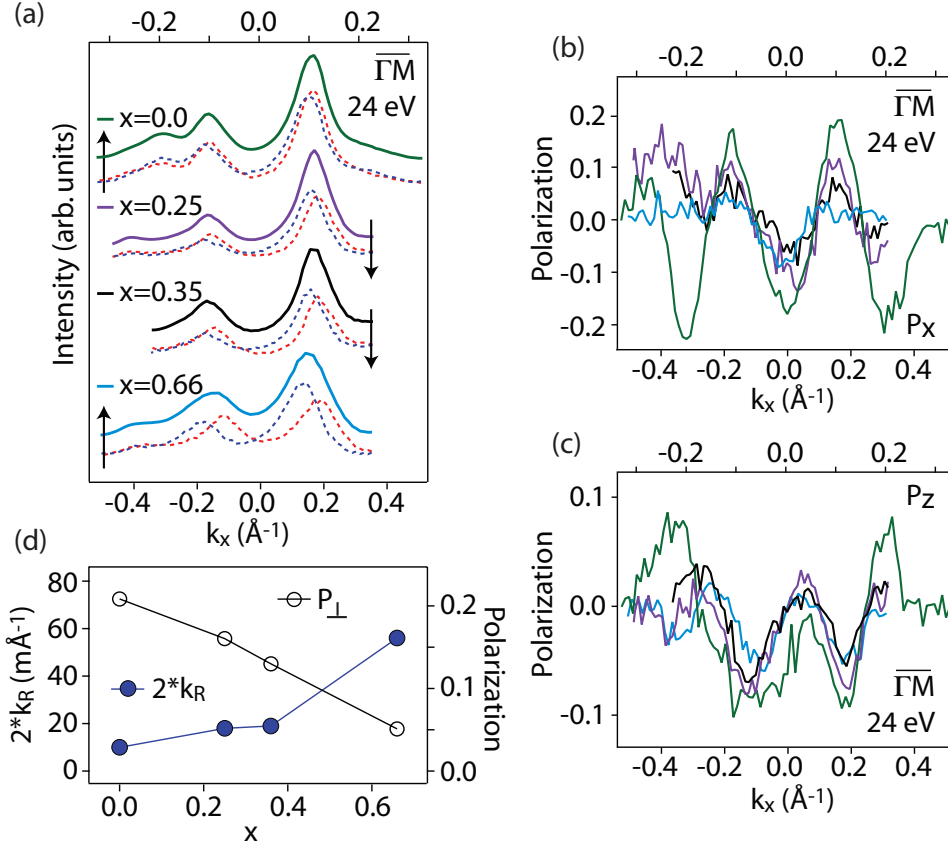 (a)
-0.2 0.0 0.2
Intensity (arb. units)
ΓM
24 eV
x=0.0
x=0.25
x=0.35
x=0.66
-0.4 -0.2 0.0 0.2 0.4
kx (Å-1)
(b)
-0.2 0.0 0.2
Polarization
0.2
0.1
0.0
-0.1
-0.2
ΓM
24 eV
Px
-0.4 -0.2 0.0 0.2 0.4
kx (Å-1)
(c)
-0.2 0.0 0.2
Polarization
0.1
0.0
-0.1
Pz
ΓM
24 eV
-0.4 -0.2 0.0 0.2 0.4
kx (Å-1)
(d)
2*kR (mÅ-1)
80
60
40
20
0
P⊥
2*kR
Polarization
0.2
0.1
0.0
0.0 0.2 0.4 0.6
x